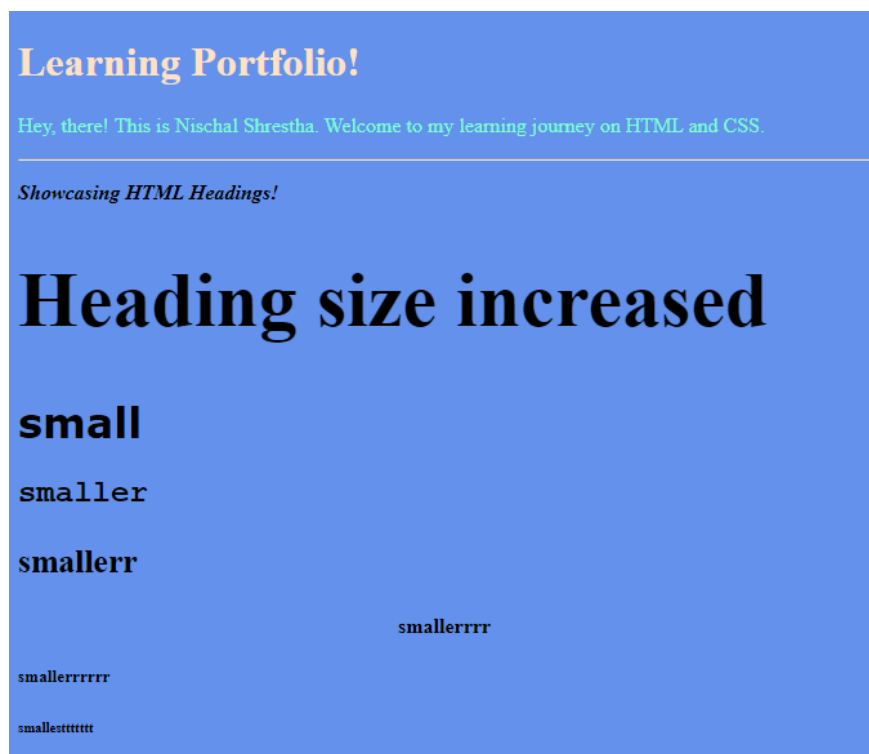 Learning Portfolio!
Hey, there! This is Nischal Shrestha. Welcome to my learning journey on HTML and CSS.
Showcasing HTML Headings!
Heading size increased
small
smaller
smallerr
smallerrrr
smallerrrrrr
smallesttttttt